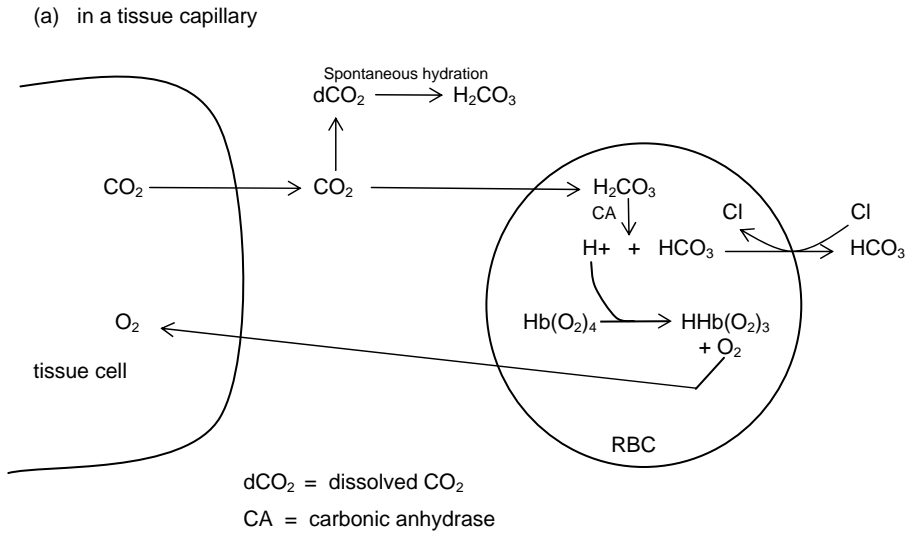 (a) in a tissue capillary
Spontaneous hydration
dCO₂ H₂CO₃
CO₂ CO₂ H₂CO₃
CA Cl Cl
H+ + HCO₃ HCO₃
O₂ Hb(O₂)₄ HHb(O₂)₃
+ O₂
tissue cell
RBC
dCO₂ = dissolved CO₂
CA = carbonic anhydrase